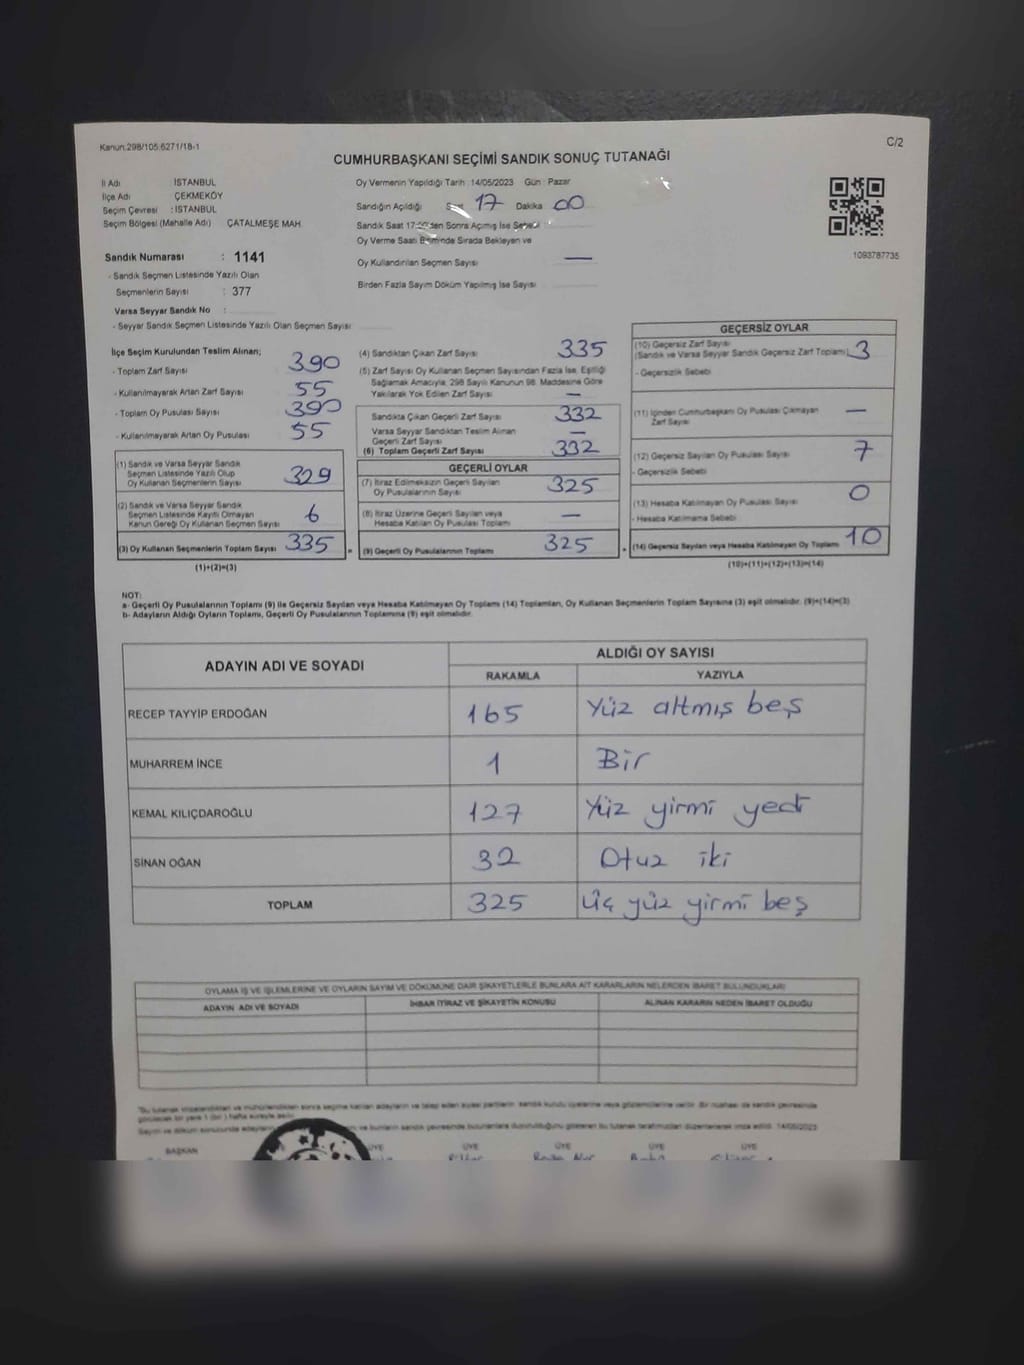 Kanun:298/105.6271/18-1
C/2
CUMHURBAŞKANI SEÇİMİ SANDIK SONUÇ TUTANAĞI
İl Adı : İSTANBUL
İlçe Adı ÇEKMEKÖY
Seçim Çevresi : İSTANBUL
Seçim Bölgesi (Mahalle Adı) ÇATALMEŞE MAH.
Sandık Numarası : 1141
- Sandık Seçmen Listesinde Yazılı Olan
Seçmenlerin Sayısı : 377
Varsa Seyyar Sandık No :
- Seyyar Sandık Seçmen Listesinde Yazılı Olan Seçmen Sayısı
Oy Vermenin Yapıldığı Tarih : 14/05/2023 Gün : Pazar
Sandığın Açıldığı 17 Dakika 00
Sandık Saat 17:00'den Sonra Açımış İse Sebebi
Oy Verme Saati Bitiminde Sırada Bekleyen ve
Oy Kullandırılan Seçmen Sayısı —
Birden Fazla Sayım Döküm Yapılmış İse Sayısı
1093787735
İlçe Seçim Kurulundan Teslim Alınan;
- Toplam Zarf Sayısı 390
- Kullanılmayarak Artan Zarf Sayısı 55
- Toplam Oy Pusulası Sayısı 390
- Kullanılmayarak Artan Oy Pusulası 55
(1) Sandık ve Varsa Seyyar Sandık
Seçmen Listesinde Yazılı Olup
Oy Kullanan Seçmenlerin Sayısı 329
(2) Sandık ve Varsa Seyyar Sandık
Seçmen Listesinde Kayıtlı Olmayan
Kanun Gereği Oy Kullanan Seçmen Sayısı 6
(3) Oy Kullanan Seçmenlerin Toplam Sayısı 335
(1)+(2)=(3)
(4) Sandıktan Çıkan Zarf Sayısı 335
(5) Zarf Sayısı Oy Kullanan Seçmen Sayısından Fazla İse, Eşitliği
Sağlamak Amacıyla, 298 Sayılı Kanunun 98. Maddesine Göre
Yakılarak Yok Edilen Zarf Sayısı —
Sandıkta Çıkan Geçerli Zarf Sayısı 332
Varsa Seyyar Sandıktan Teslim Alınan
Geçerli Zarf Sayısı —
(6) Toplam Geçerli Zarf Sayısı 332
GEÇERLİ OYLAR
(7) İtiraz Edilmeksizin Geçerli Sayılan
Oy Pusulalarının Sayısı 325
(8) İtiraz Üzerine Geçerli Sayılan veya
Hesaba Katılan Oy Pusulası Toplamı —
(9) Geçerli Oy Pusulalarının Toplamı 325
GEÇERSİZ OYLAR
(10) Geçersiz Zarf Sayısı
(Sandık ve Varsa Seyyar Sandık Geçersiz Zarf Toplamı) 3
- Geçersizlik Sebebi
(11) İçinden Cumhurbaşkanı Oy Pusulası Çıkmayan
Zarf Sayısı —
(12) Geçersiz Sayılan Oy Pusulası Sayısı 7
- Geçersizlik Sebebi
(13) Hesaba Katılmayan Oy Pusulası Sayısı 0
- Hesaba Katılmama Sebebi
(14) Geçersiz Sayılan veya Hesaba Katılmayan Oy Toplamı 10
(10)+(11)+(12)+(13)=(14)
NOT:
a- Geçerli Oy Pusulalarının Toplamı (9) ile Geçersiz Sayılan veya Hesaba Katılmayan Oy Toplamı (14) Toplamları, Oy Kullanan Seçmenlerin Toplam Sayısına (3) eşit olmalıdır. (9)+(14)=(3)
b- Adayların Aldığı Oyların Toplamı, Geçerli Oy Pusulalarının Toplamına (9) eşit olmalıdır.
ADAYIN ADI VE SOYADI
ALDIĞI OY SAYISI
RAKAMLA YAZIYLA
RECEP TAYYİP ERDOĞAN 165 Yüz altmış beş
MUHARREM İNCE 1 Bir
KEMAL KILIÇDAROĞLU 127 Yüz yirmi yedi
SİNAN OĞAN 32 Otuz iki
TOPLAM 325 Üç yüz yirmi beş
OYLAMA İŞ VE İŞLEMLERİNE VE OYLARIN SAYIM VE DÖKÜMÜNE DAİR ŞİKAYETLERLE BUNLARA AİT KARARLARIN NELERDEN İBARET BULUNDUKLARI
ADAYIN ADI VE SOYADI İHBAR İTİRAZ VE ŞİKAYETİN KONUSU ALINAN KARARIN NEDEN İBARET OLDUĞU
BAŞKAN ÜYE ÜYE ÜYE ÜYE ÜYE